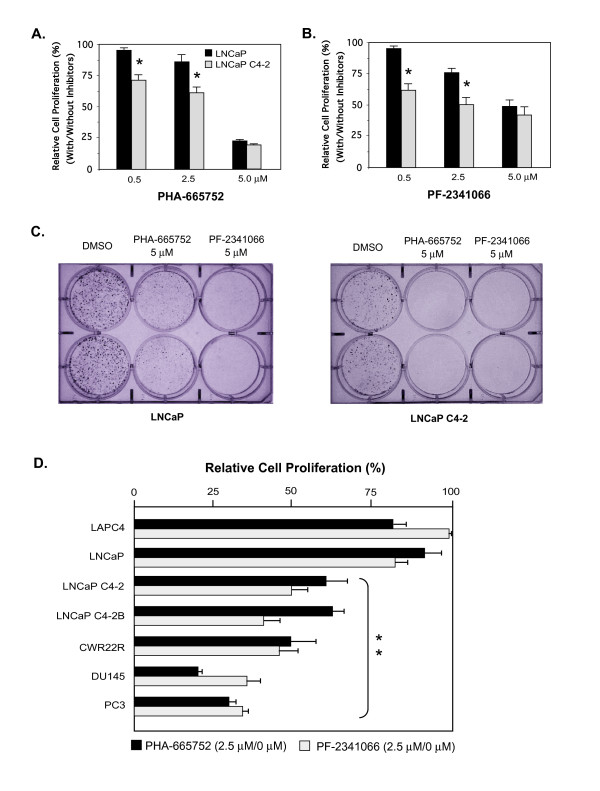 A.
Relative Cell Proliferation (%)
(With/Without Inhibitors)
100
75
50
25
0
LNCaP
LNCaP C4-2
*
*
0.5
2.5
5.0 μM
PHA-665752
B.
Relative Cell Proliferation (%)
(With/Without Inhibitors)
100
75
50
25
0
*
*
0.5
2.5
5.0 μM
PF-2341066
C.
DMSO
PHA-665752
5 μM
PF-2341066
5 μM
LNCaP
DMSO
PHA-665752
5 μM
PF-2341066
5 μM
LNCaP C4-2
D.
Relative Cell Proliferation (%)
0
25
50
75
100
LAPC4
LNCaP
LNCaP C4-2
LNCaP C4-2B
CWR22R
DU145
PC3
*
*
PHA-665752 (2.5 μM/0 μM)
PF-2341066 (2.5 μM/0 μM)